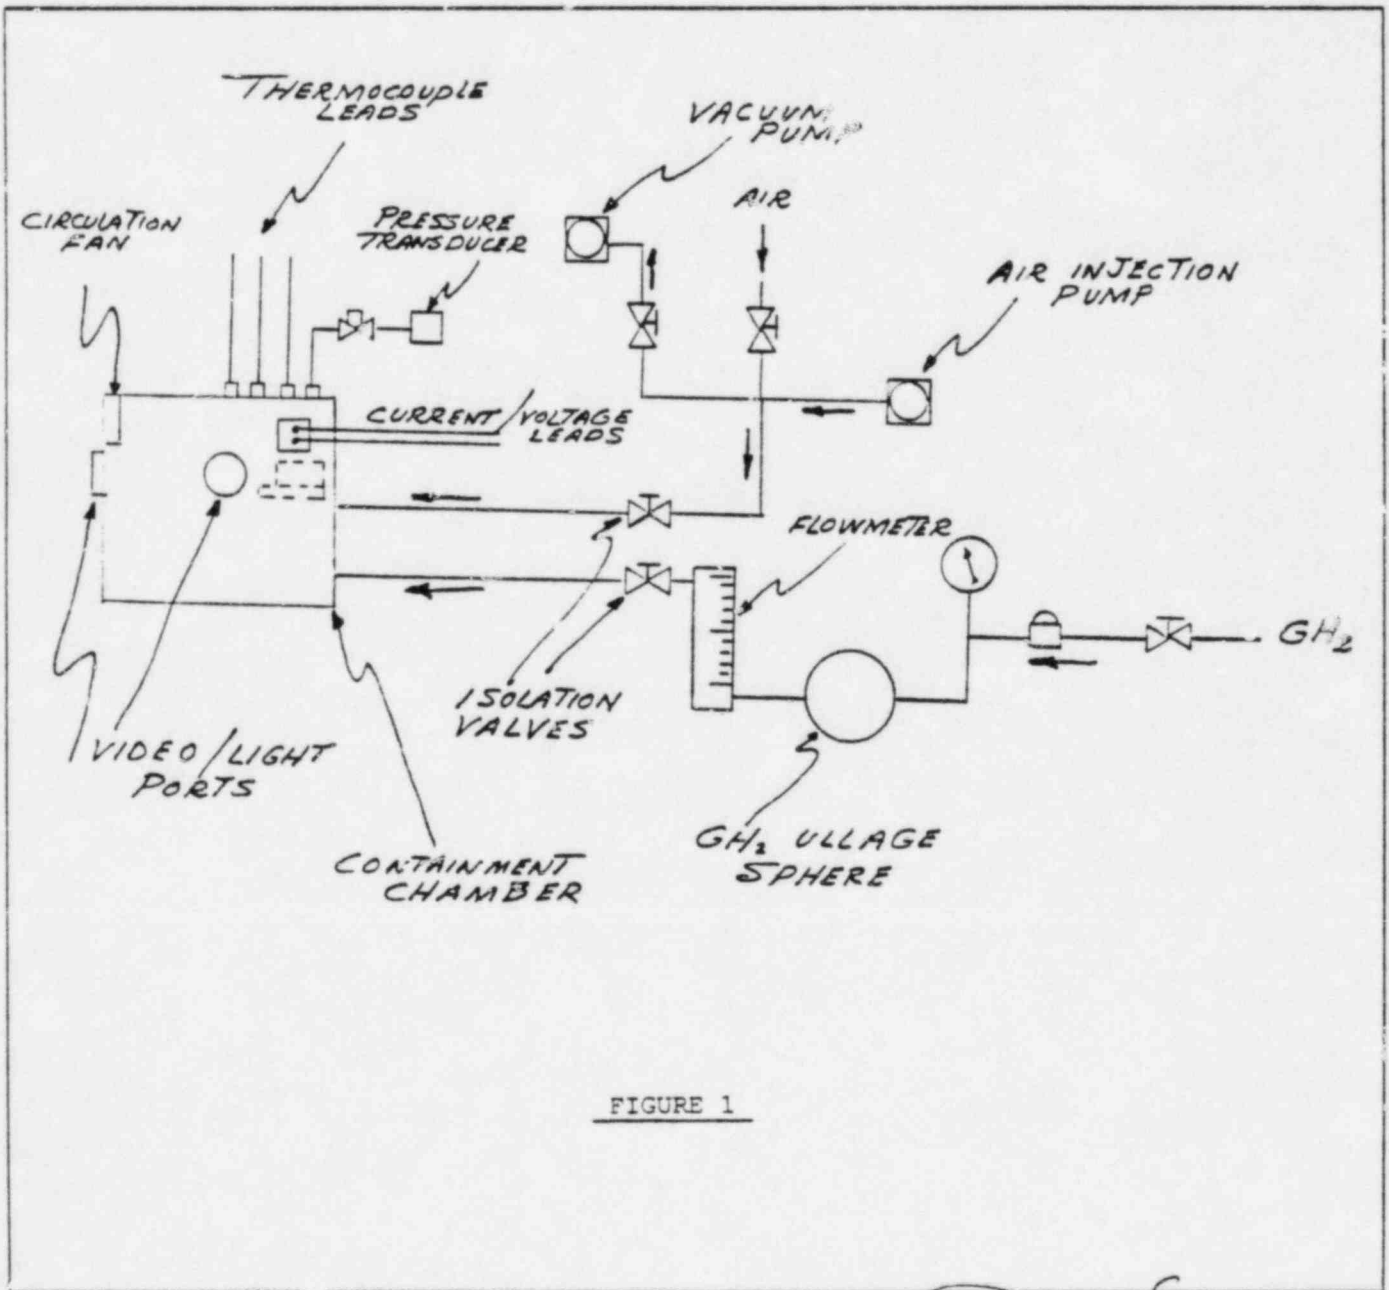 THERMOCOUPLE
LEADS
VACUUM
PUMP
AIR
CIRCULATION
FAN
PRESSURE
TRANSDUCER
AIR INJECTION
PUMP
CURRENT/VOLTAGE
LEADS
FLOWMETER
GH₂
ISOLATION
VALVES
VIDEO/LIGHT
PORTS
GH₂ ULLAGE
SPHERE
CONTAINMENT
CHAMBER
FIGURE 1